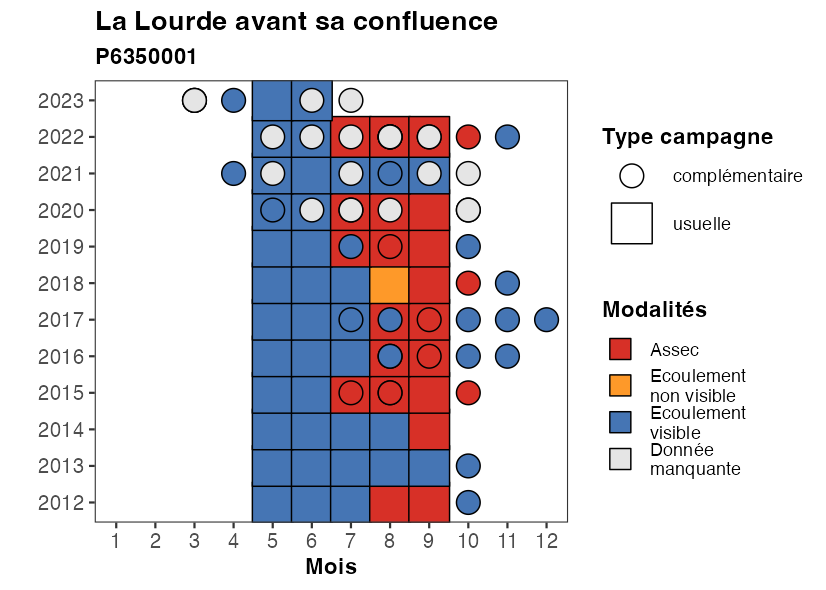 La Lourde avant sa confluence
P6350001
2023
2022
2021
2020
2019
2018
2017
2016
2015
2014
2013
2012
1 2 3 4 5 6 7 8 9 10 11 12
Mois
Type campagne
complémentaire
usuelle
Modalités
Assec
Ecoulement
non visible
Ecoulement
visible
Donnée
manquante